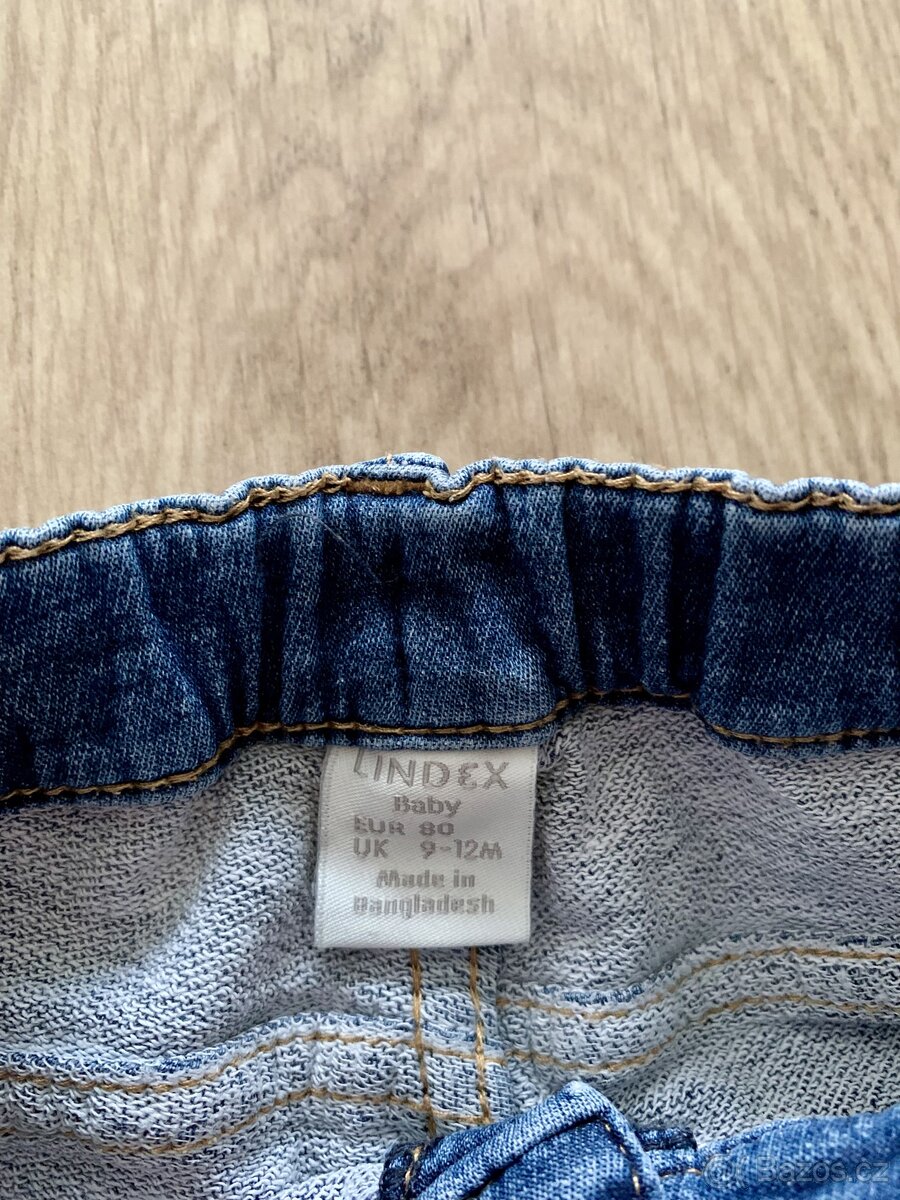 LINDEX
Baby
EUR 80
UK 9-12M
Made in
Bangladesh
Bazos.cz